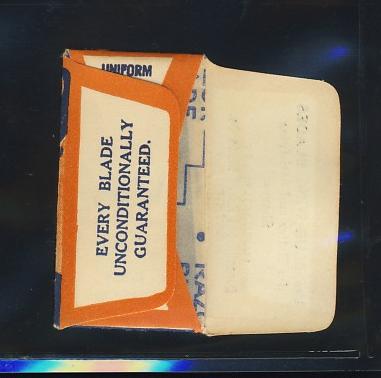 UNIFORM
EVERY BLADE
UNCONDITIONALLY
GUARANTEED.